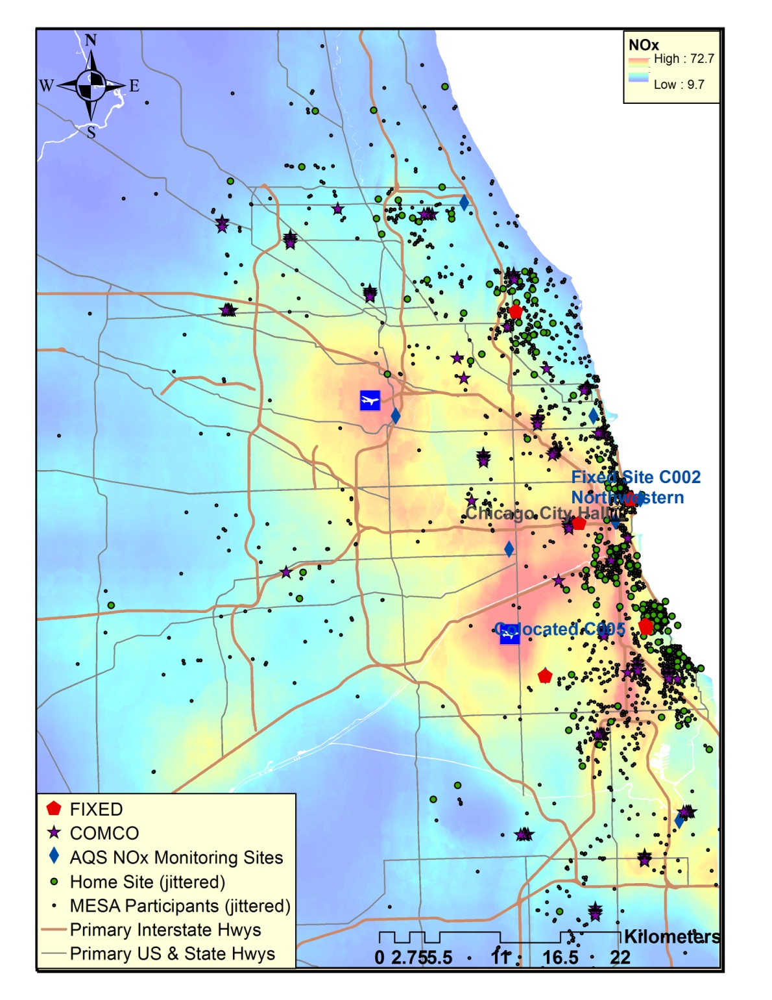 N
W E
S
NOx
High : 72.7
Low : 9.7
Fixed Site C002
Northwestern
Chicago City Hall
Colocated C005
FIXED
COMCO
AQS NOx Monitoring Sites
Home Site (jittered)
MESA Participants (jittered)
Primary Interstate Hwys
Primary US & State Hwys
Kilometers
0 2.75 5.5 11 16.5 22